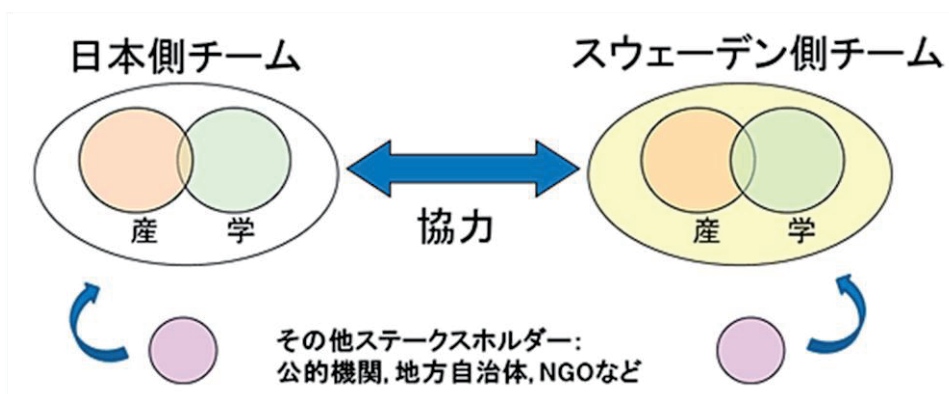 日本側チーム
スウェーデン側チーム
産 学
協力
産 学
その他ステークスホルダー:
公的機関, 地方自治体, NGOなど